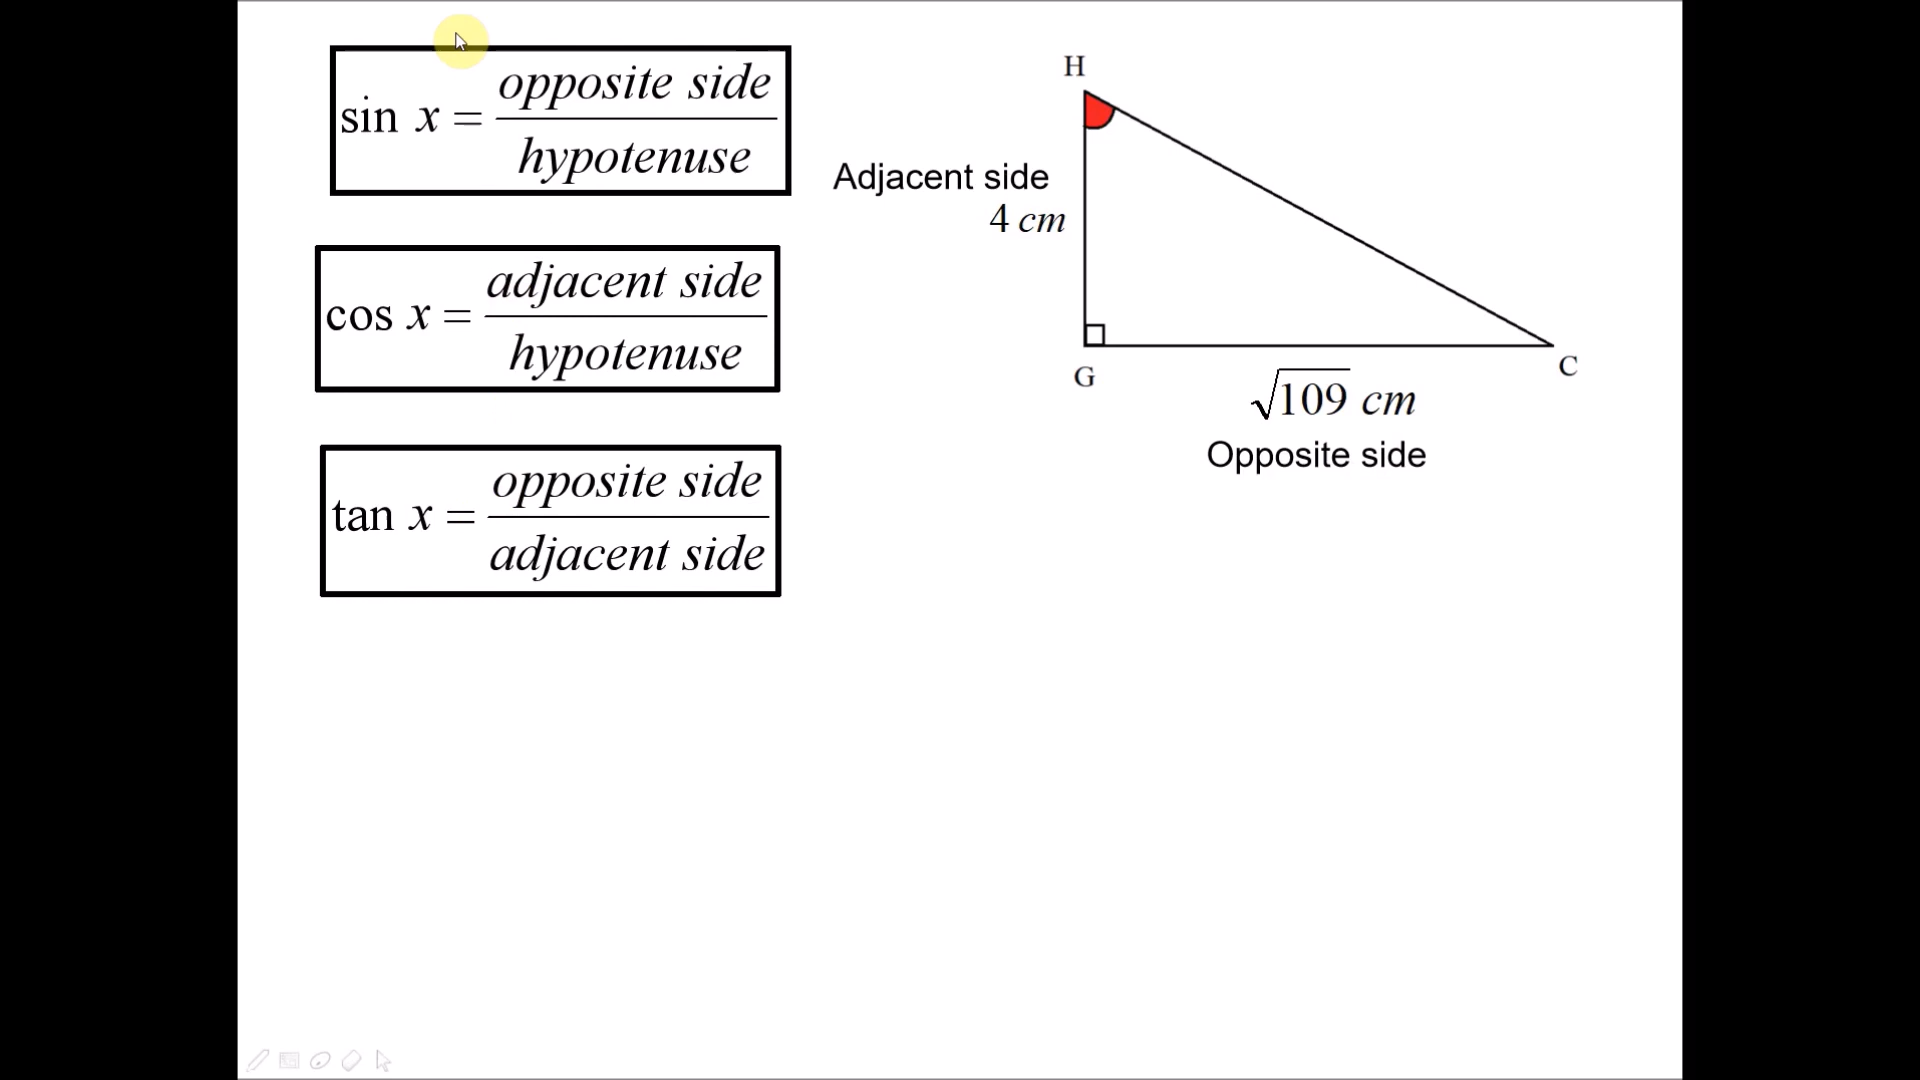 sin x = opposite side / hypotenuse
cos x = adjacent side / hypotenuse
tan x = opposite side / adjacent side
H
Adjacent side
4 cm
G
C
√109 cm
Opposite side